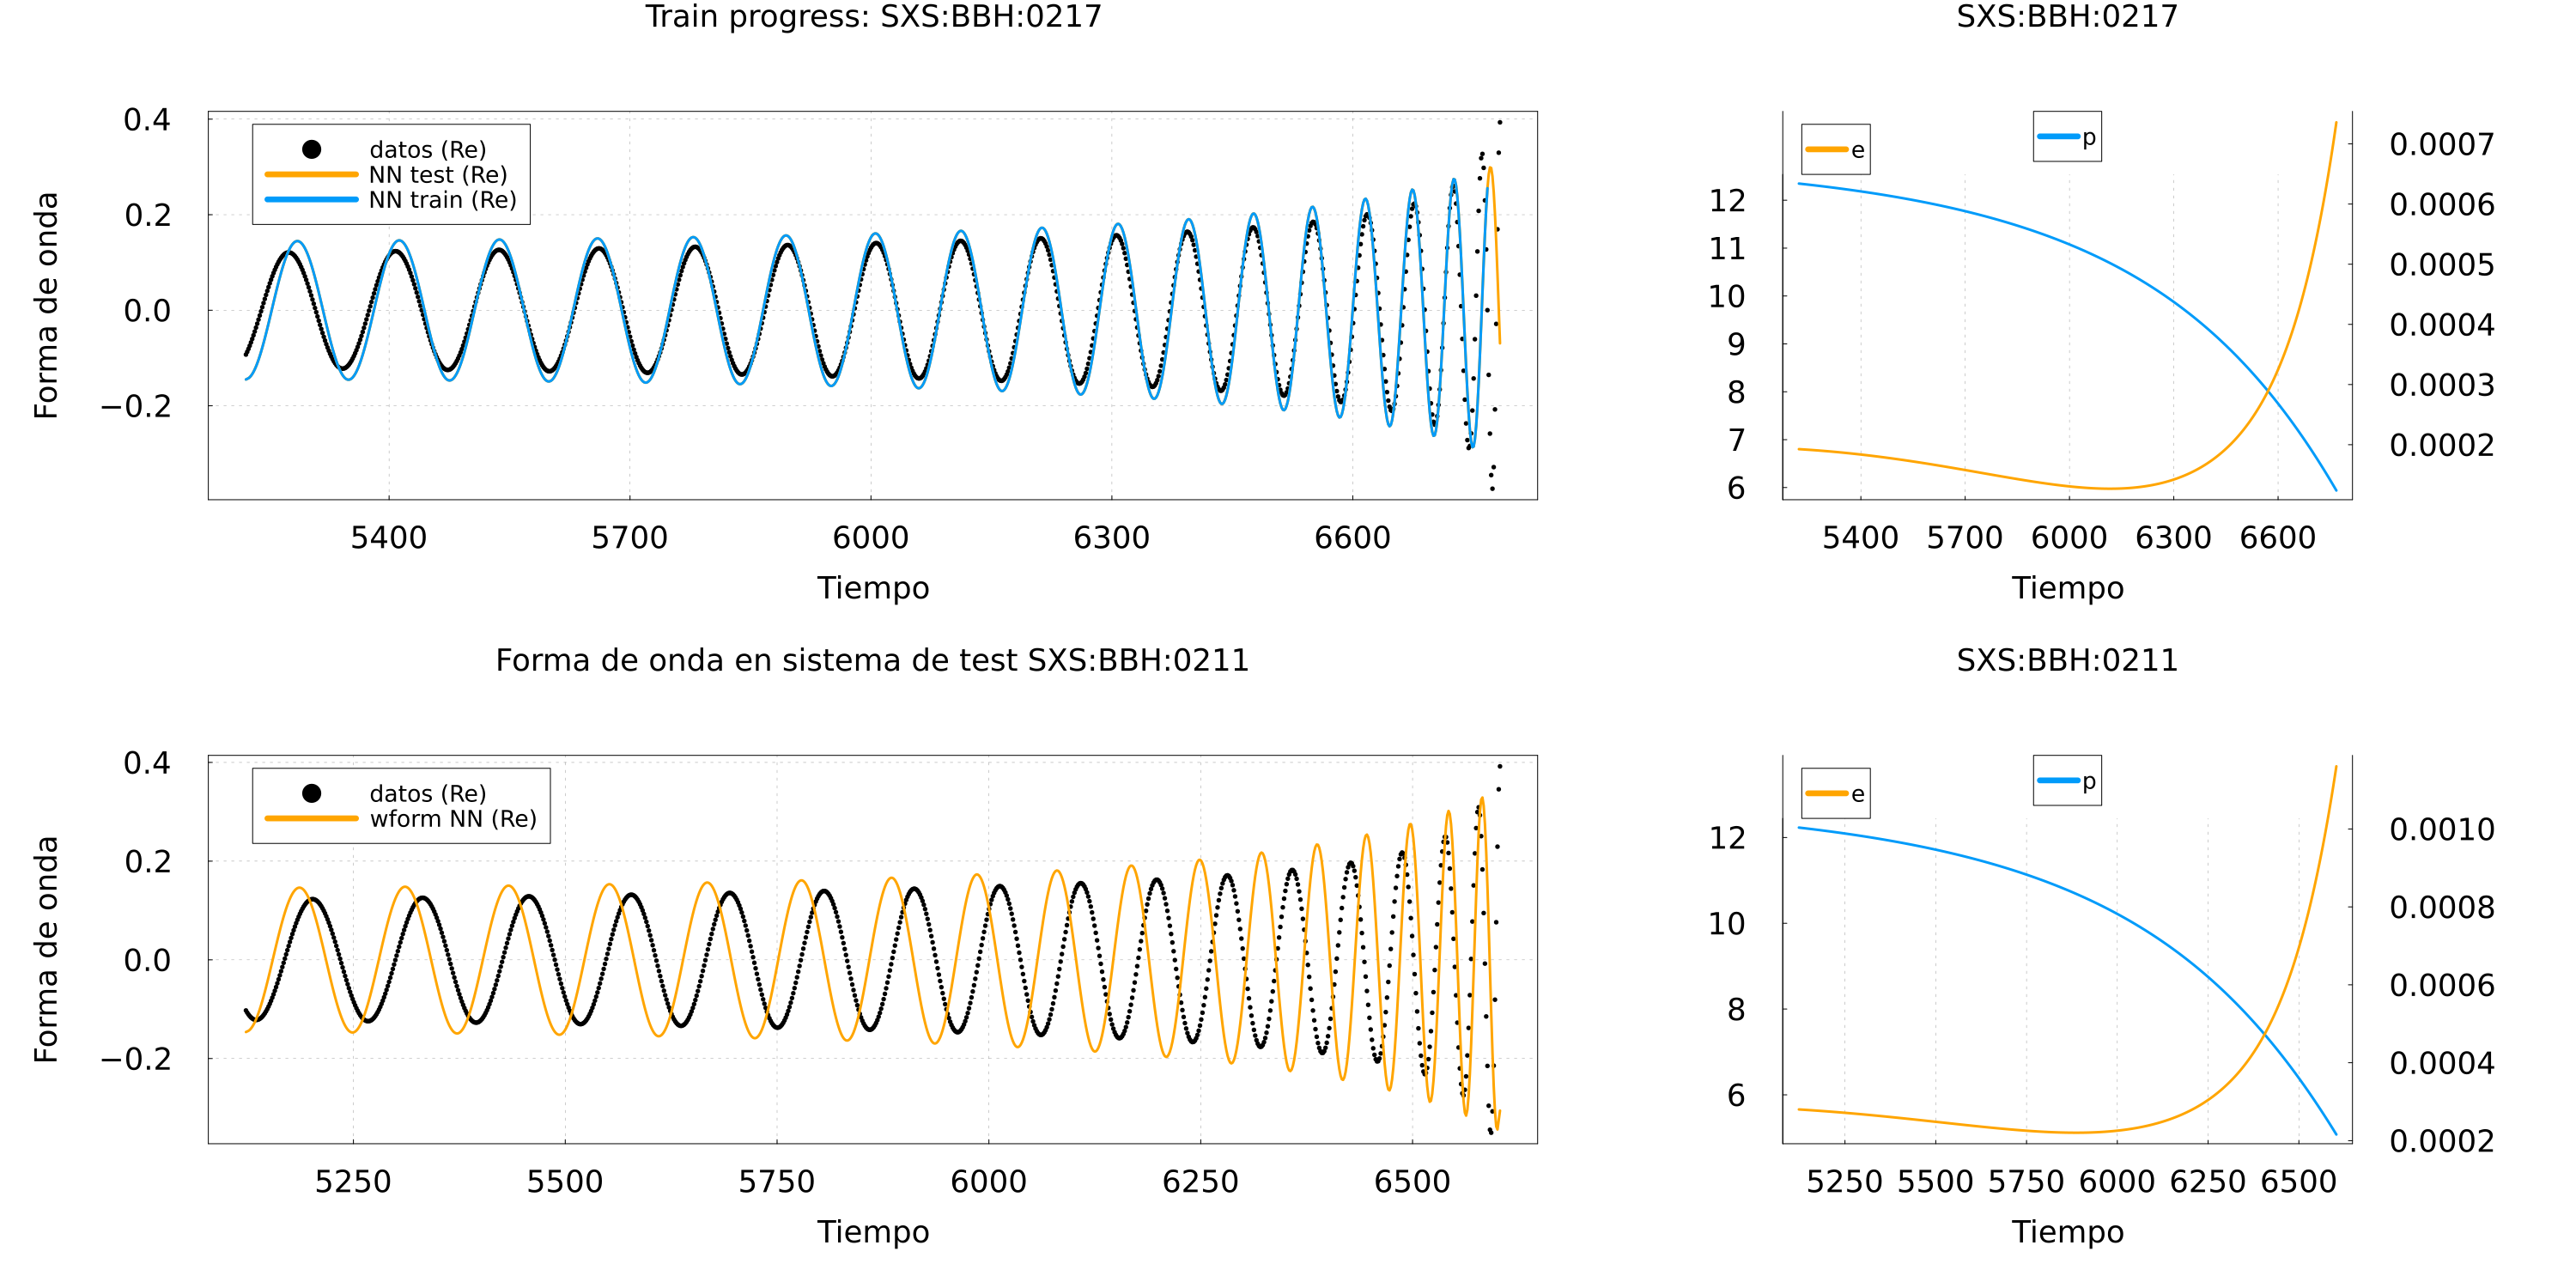 Train progress: SXS:BBH:0217
SXS:BBH:0217
Forma de onda
0.4
0.2
0.0
−0.2
datos (Re)
NN test (Re)
NN train (Re)
5400 5700 6000 6300 6600
Tiempo
e
p
12
11
10
9
8
7
6
0.0007
0.0006
0.0005
0.0004
0.0003
0.0002
5400 5700 6000 6300 6600
Tiempo
Forma de onda en sistema de test SXS:BBH:0211
SXS:BBH:0211
Forma de onda
0.4
0.2
0.0
−0.2
datos (Re)
wform NN (Re)
5250 5500 5750 6000 6250 6500
Tiempo
e
p
12
10
8
6
0.0010
0.0008
0.0006
0.0004
0.0002
5250 5500 5750 6000 6250 6500
Tiempo